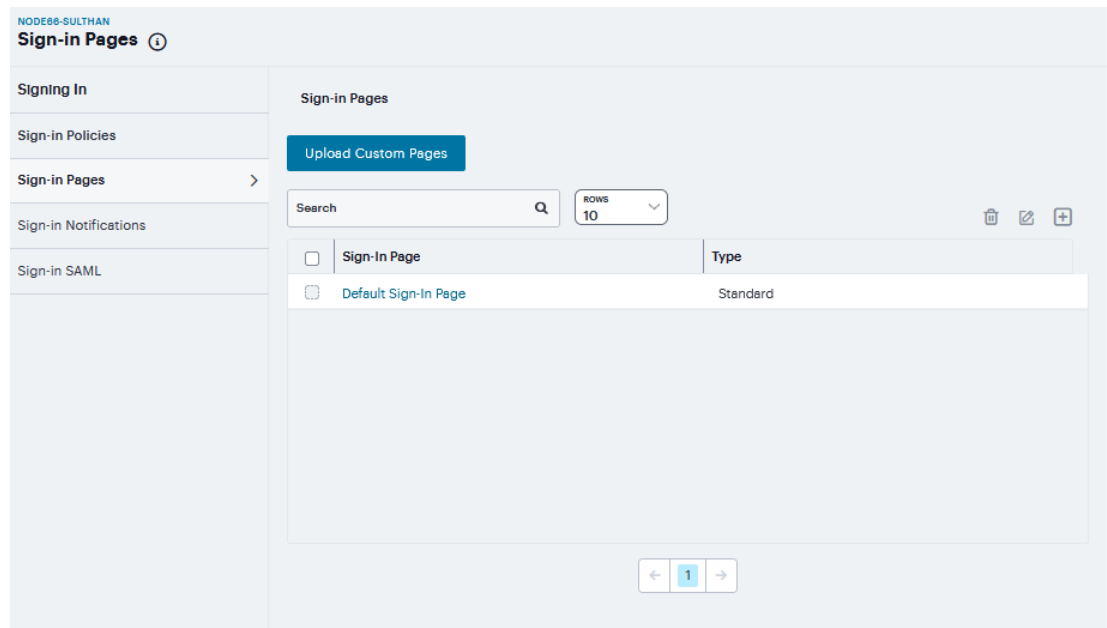 NODE66-SULTHAN
Sign-in Pages
Signing In
Sign-in Policies
Sign-in Pages
Sign-in Notifications
Sign-in SAML
Sign-in Pages
Upload Custom Pages
Search
ROWS
10
Sign-In Page
Type
Default Sign-In Page
Standard
1